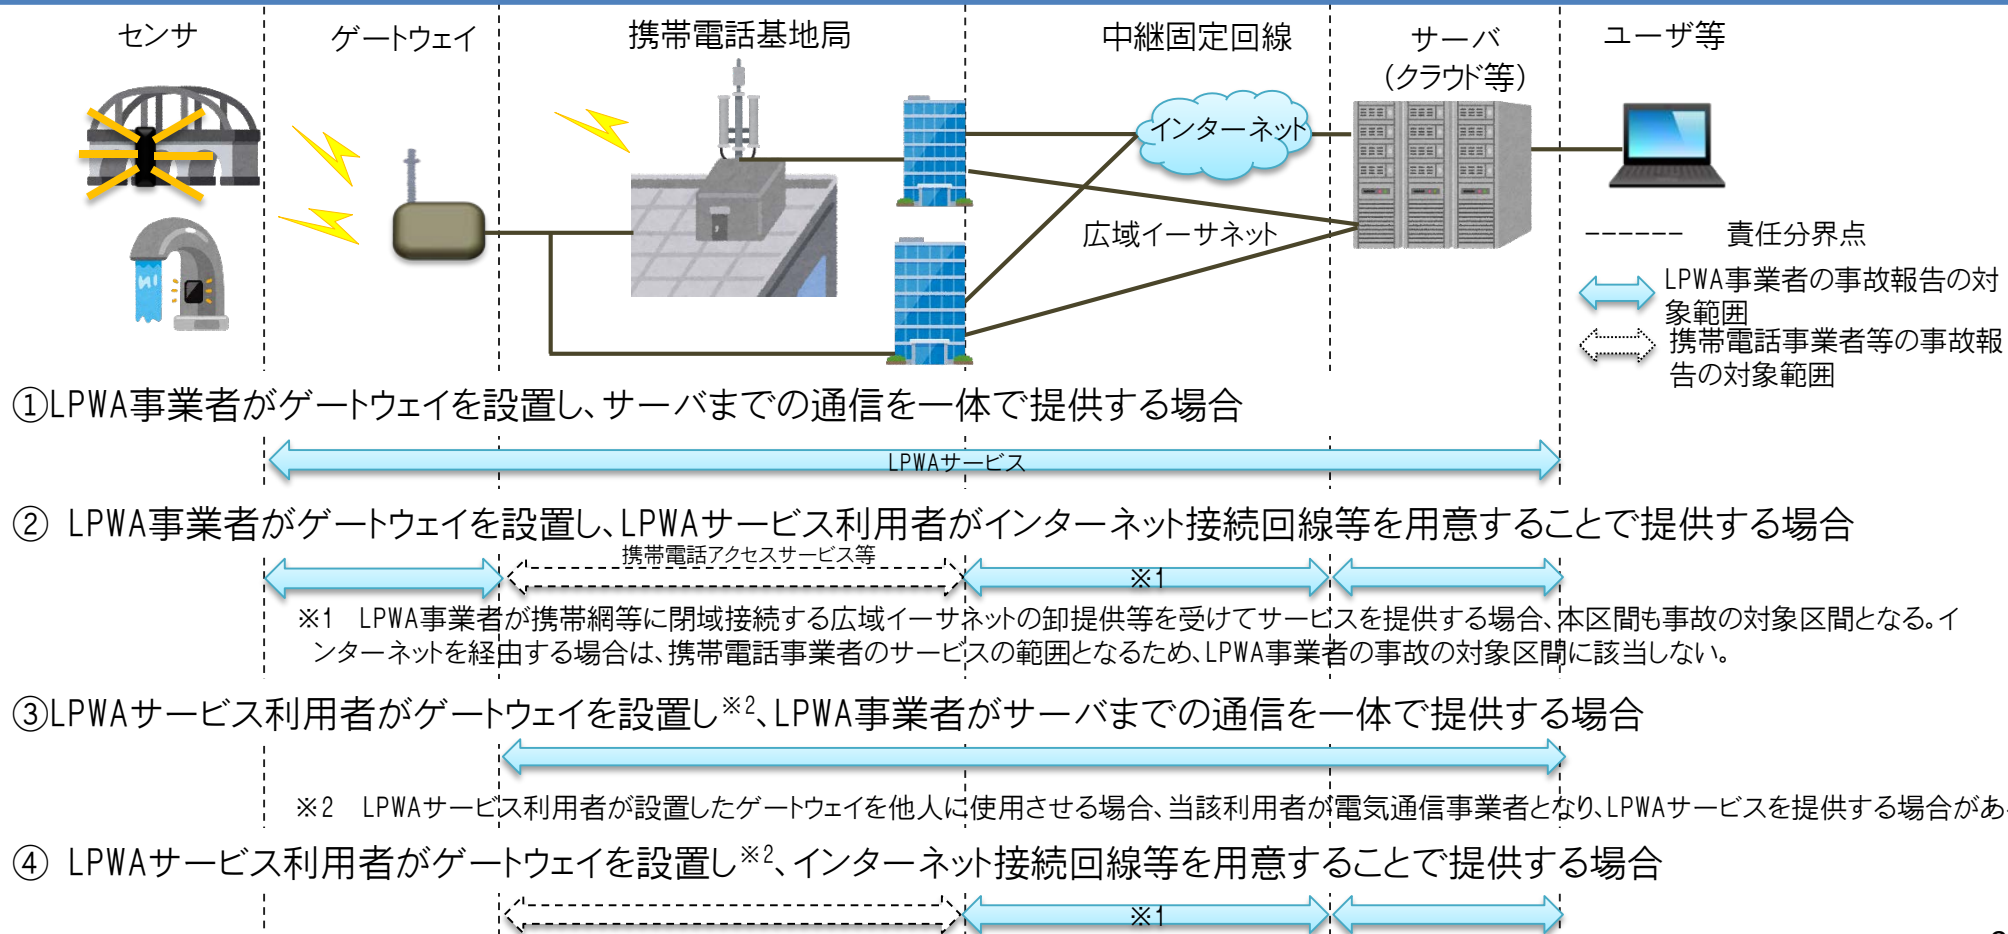 センサ
ゲートウェイ
携帯電話基地局
中継固定回線
サーバ
(クラウド等)
ユーザ等
インターネット
広域イーサネット
責任分界点
LPWA事業者の事故報告の対
象範囲
携帯電話事業者等の事故報
告の対象範囲
①LPWA事業者がゲートウェイを設置し、サーバまでの通信を一体で提供する場合
LPWAサービス
② LPWA事業者がゲートウェイを設置し、LPWAサービス利用者がインターネット接続回線等を用意することで提供する場合
携帯電話アクセスサービス等
※1
※1 LPWA事業者が携帯網等に閉域接続する広域イーサネットの卸提供等を受けてサービスを提供する場合、本区間も事故の対象区間となる。イ
ンターネットを経由する場合は、携帯電話事業者のサービスの範囲となるため、LPWA事業者の事故の対象区間に該当しない。
③LPWAサービス利用者がゲートウェイを設置し※2、LPWA事業者がサーバまでの通信を一体で提供する場合
※2 LPWAサービス利用者が設置したゲートウェイを他人に使用させる場合、当該利用者が電気通信事業者となり、LPWAサービスを提供する場合があ
④ LPWAサービス利用者がゲートウェイを設置し※2、インターネット接続回線等を用意することで提供する場合
※1